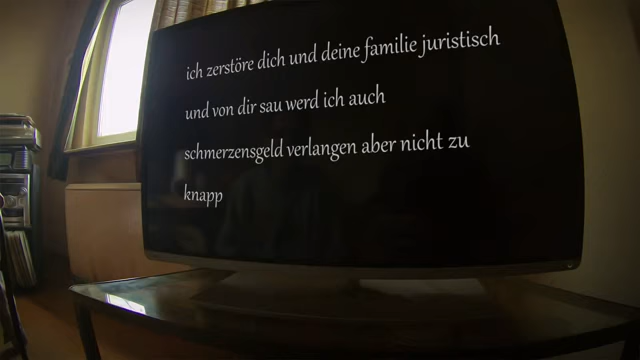 ich zerstöre dich und deine familie juristisch
und von dir sau werd ich auch
schmerzensgeld verlangen aber nicht zu
knapp